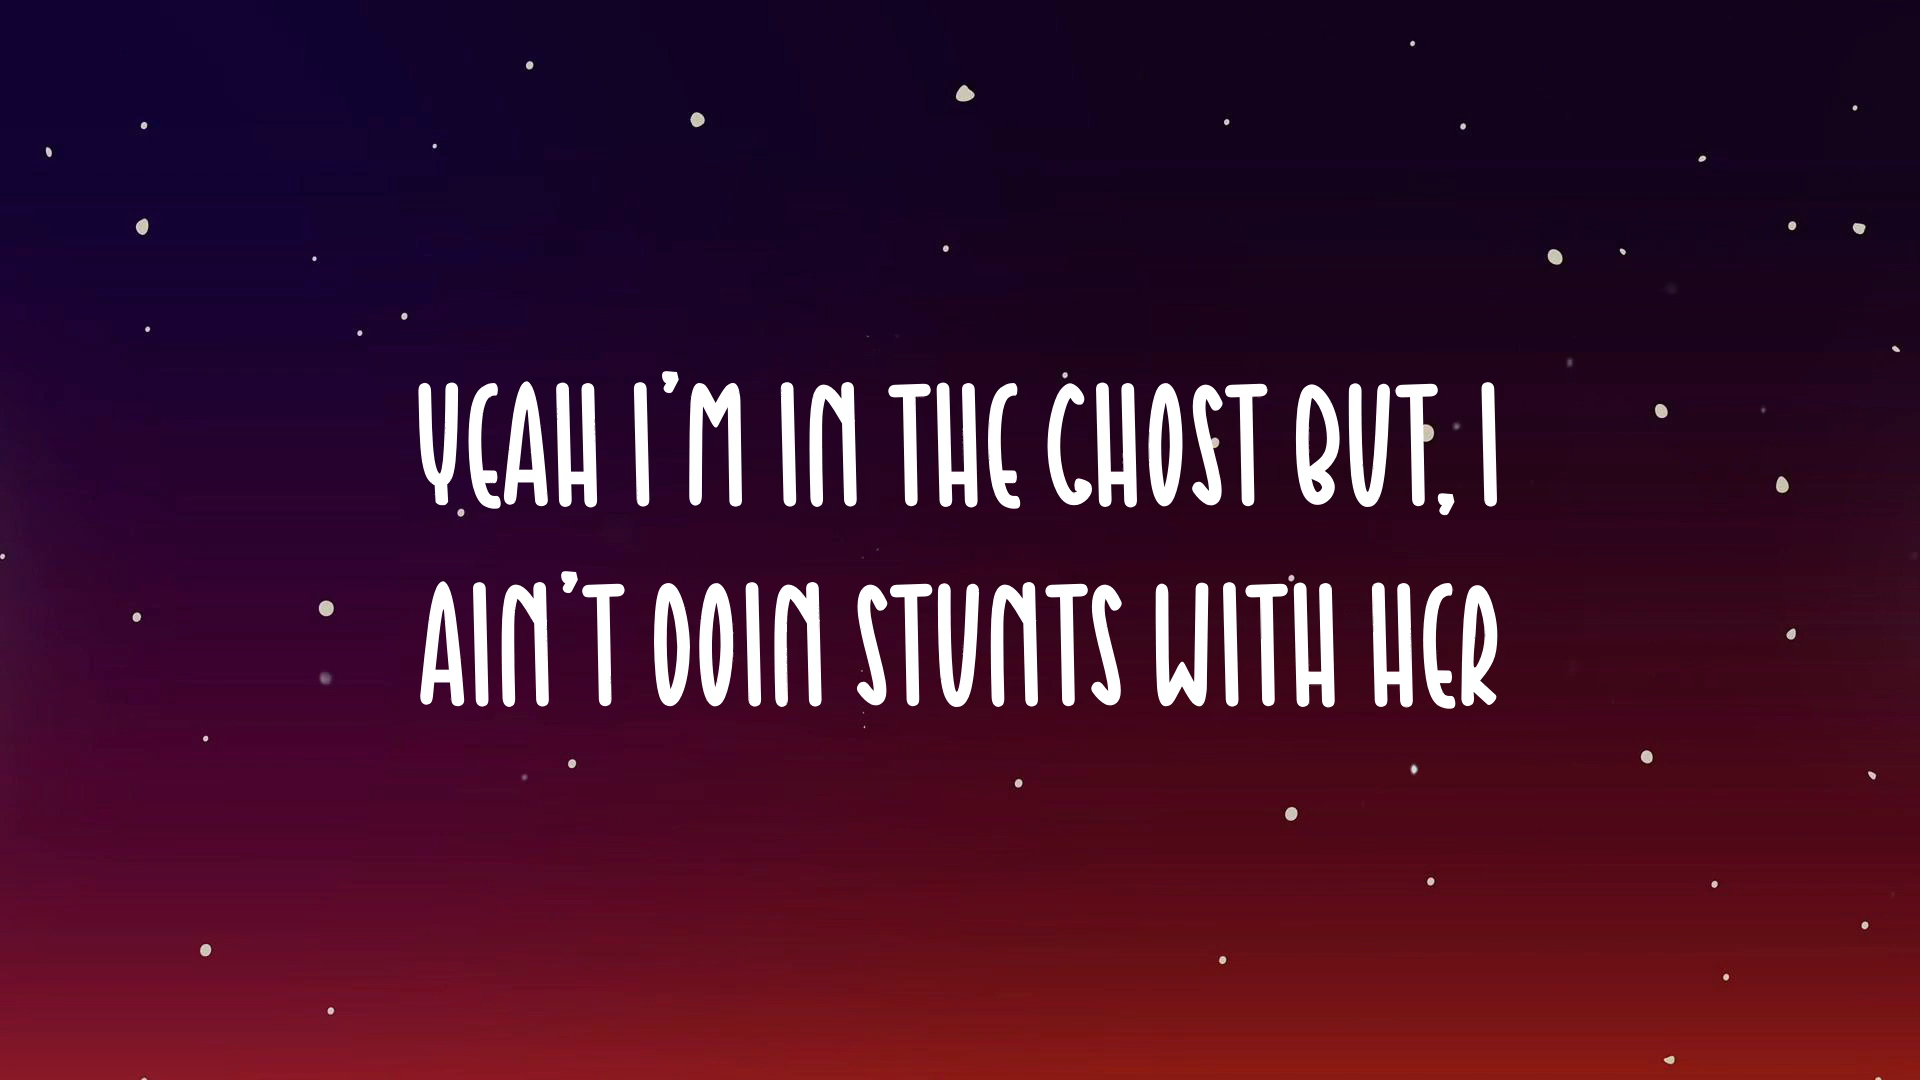 YEAH I'M IN THE GHOST BUT, I
AIN'T DOIN STUNTS WITH HER